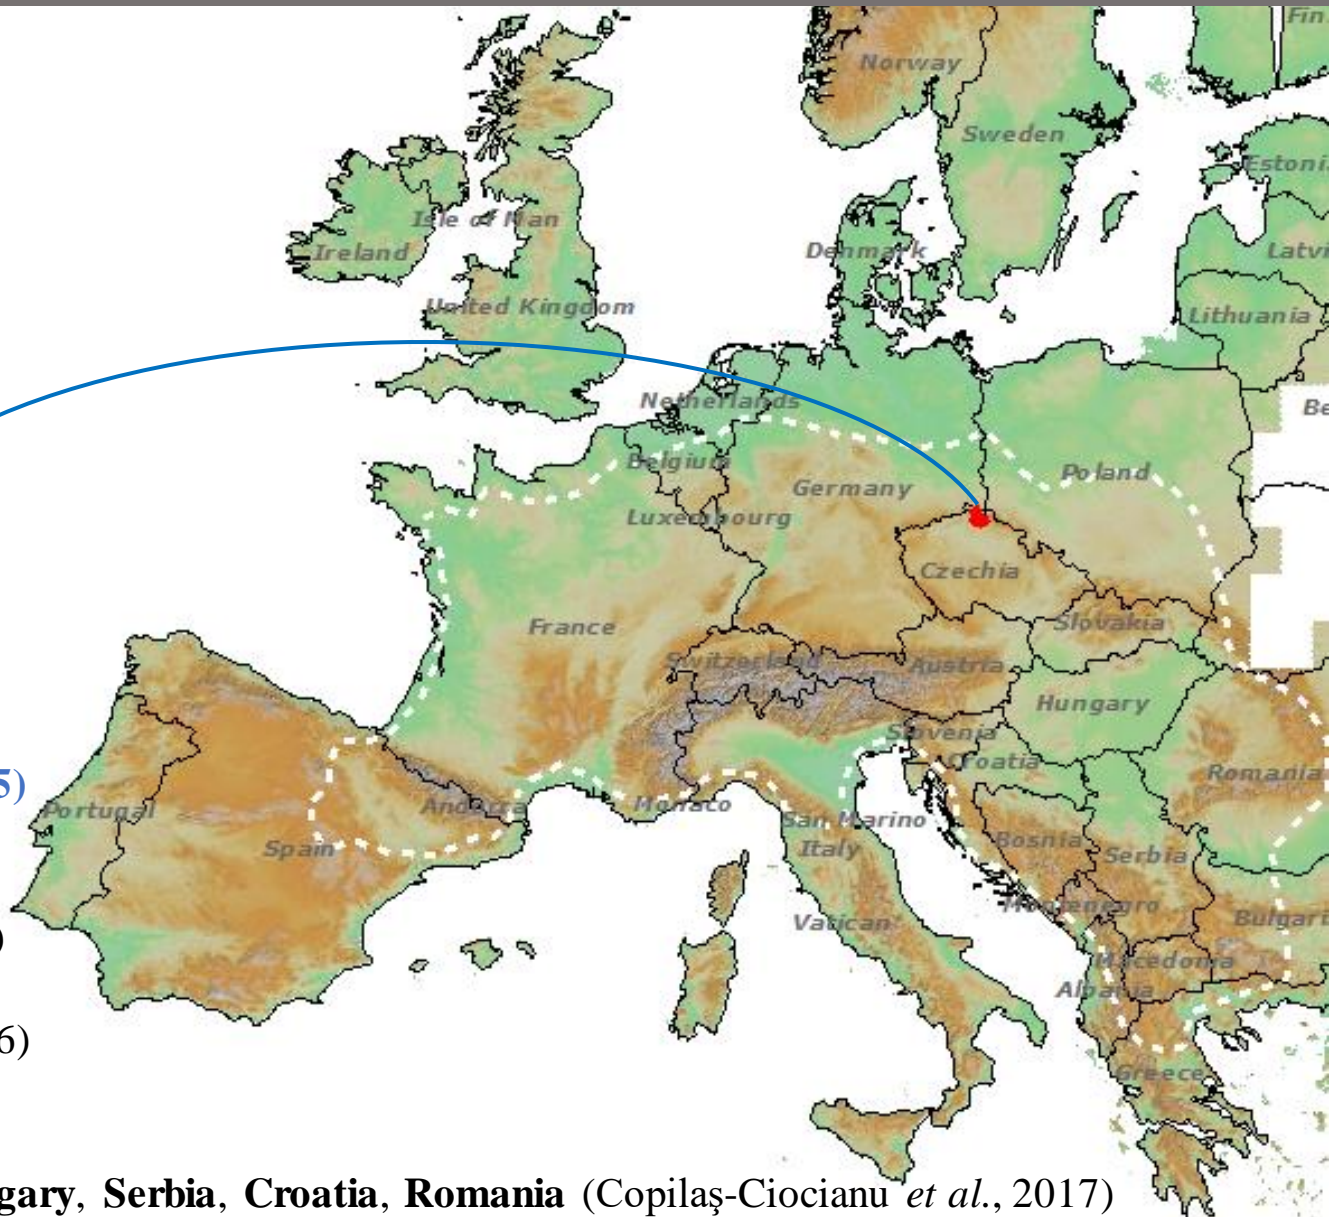 Fin
Norway
Sweden
Estoni
Isle of Man
Ireland
Denmark
Latvi
United Kingdom
Lithuania
Netherlands
Be
Belgium
Poland
Germany
Luxembourg
Czechia
France
Slovakia
Switzerland
Austria
Hungary
Slovenia
Croatia
Romania
5)
Portugal
Andorra
Monaco
San Marino
Spain
Italy
Bosnia
Serbia
Montenegro
Vatican
Bulgari
)
Macedonia
Albania
6)
Greece
gary, Serbia, Croatia, Romania (Copilaş-Ciocianu et al., 2017)